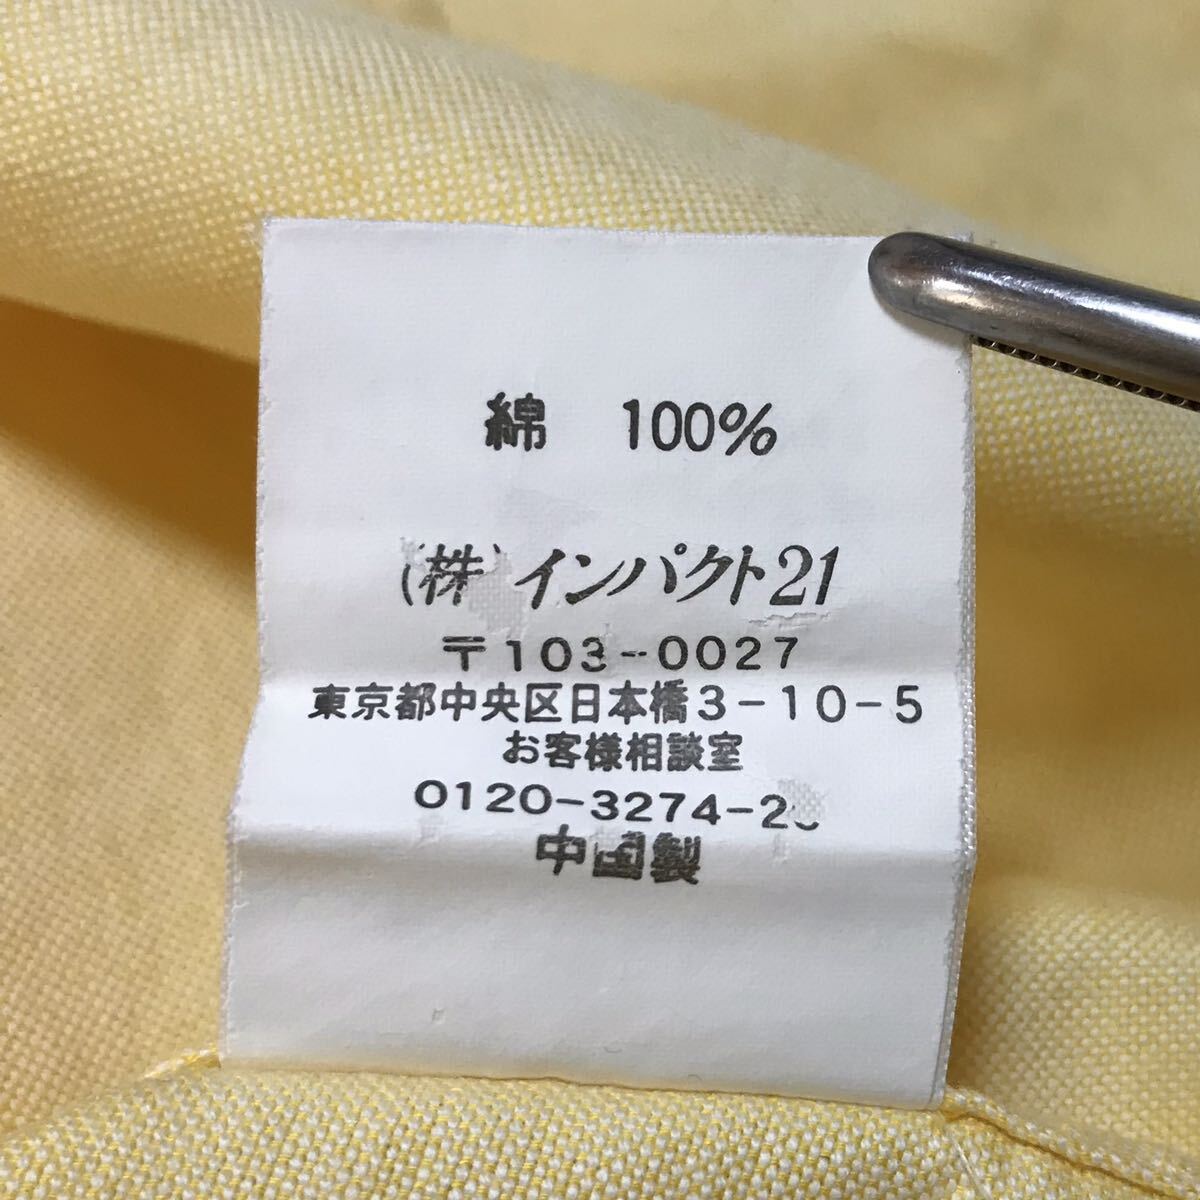 綿 100%
(株) インパクト21
〒103-0027
東京都中央区日本橋3-10-5
お客様相談室
0120-3274-2
中国製